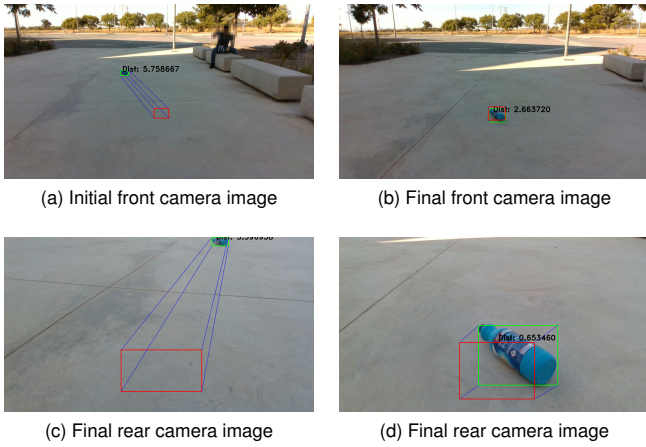 Dist: 5.758667
Dist: 2.663720
(a) Initial front camera image
(b) Final front camera image
Dist: 0.653460
(c) Final rear camera image
(d) Final rear camera image